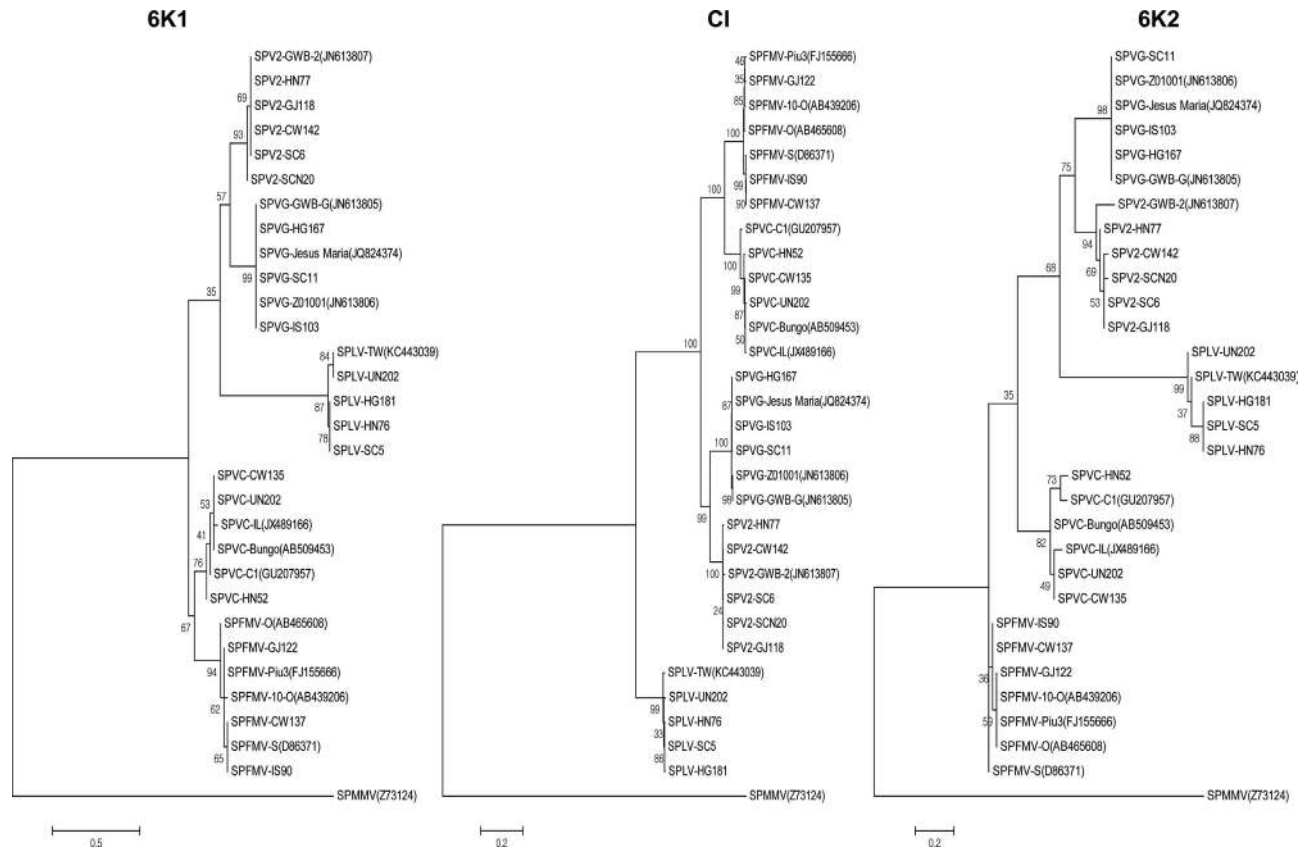 6K1
SPV2-GWB-2(JN613807)
SPV2-HN77
69
SPV2-GJ118
SPV2-CW142
93
SPV2-SC6
SPV2-SCN20
57
SPVG-GWB-G(JN613805)
SPVG-HG167
SPVG-Jesus Maria(JQ824374)
99
SPVG-SC11
35
SPVG-Z01001(JN613806)
SPVG-IS103
84
SPLV-TW(KC443039)
SPLV-UN202
SPLV-HG181
87
SPLV-HN76
78
SPLV-SC5
SPVC-CW135
53
SPVC-UN202
SPVC-IL(JX489166)
41
SPVC-Bungo(AB509453)
76
SPVC-C1(GU207957)
SPVC-HN52
67
SPFMV-O(AB465608)
SPFMV-GJ122
94
SPFMV-Piu3(FJ155666)
SPFMV-10-O(AB439206)
62
SPFMV-CW137
SPFMV-S(D86371)
65
SPFMV-IS90
SPMMV(Z73124)
0.5
CI
46
SPFMV-Piu3(FJ155666)
35
SPFMV-GJ122
85
SPFMV-10-O(AB439206)
SPFMV-O(AB465608)
100
SPFMV-S(D86371)
99
SPFMV-IS90
100
90
SPFMV-CW137
SPVC-C1(GU207957)
SPVC-HN52
100
SPVC-CW135
99
SPVC-UN202
87
SPVC-Bungo(AB509453)
50
SPVC-IL(JX489166)
100
SPVG-HG167
SPVG-Jesus Maria(JQ824374)
87
SPVG-IS103
100
SPVG-SC11
SPVG-Z01001(JN613806)
98
SPVG-GWB-G(JN613805)
99
SPV2-HN77
SPV2-CW142
100
SPV2-GWB-2(JN613807)
SPV2-SC6
24
SPV2-SCN20
SPV2-GJ118
SPLV-TW(KC443039)
SPLV-UN202
99
SPLV-HN76
33
SPLV-SC5
86
SPLV-HG181
SPMMV(Z73124)
0.2
6K2
SPVG-SC11
SPVG-Z01001(JN613806)
98
SPVG-Jesus Maria(JQ824374)
SPVG-IS103
SPVG-HG167
75
SPVG-GWB-G(JN613805)
SPV2-GWB-2(JN613807)
SPV2-HN77
94
SPV2-CW142
68
69
SPV2-SCN20
53
SPV2-SC6
SPV2-GJ118
SPLV-UN202
SPLV-TW(KC443039)
99
SPLV-HG181
35
37
SPLV-SC5
88
SPLV-HN76
73
SPVC-HN52
SPVC-C1(GU207957)
SPVC-Bungo(AB509453)
82
SPVC-IL(JX489166)
SPVC-UN202
49
SPVC-CW135
SPFMV-IS90
SPFMV-CW137
36
SPFMV-GJ122
SPFMV-10-O(AB439206)
59
SPFMV-Piu3(FJ155666)
SPFMV-O(AB465608)
SPFMV-S(D86371)
SPMMV(Z73124)
0.2